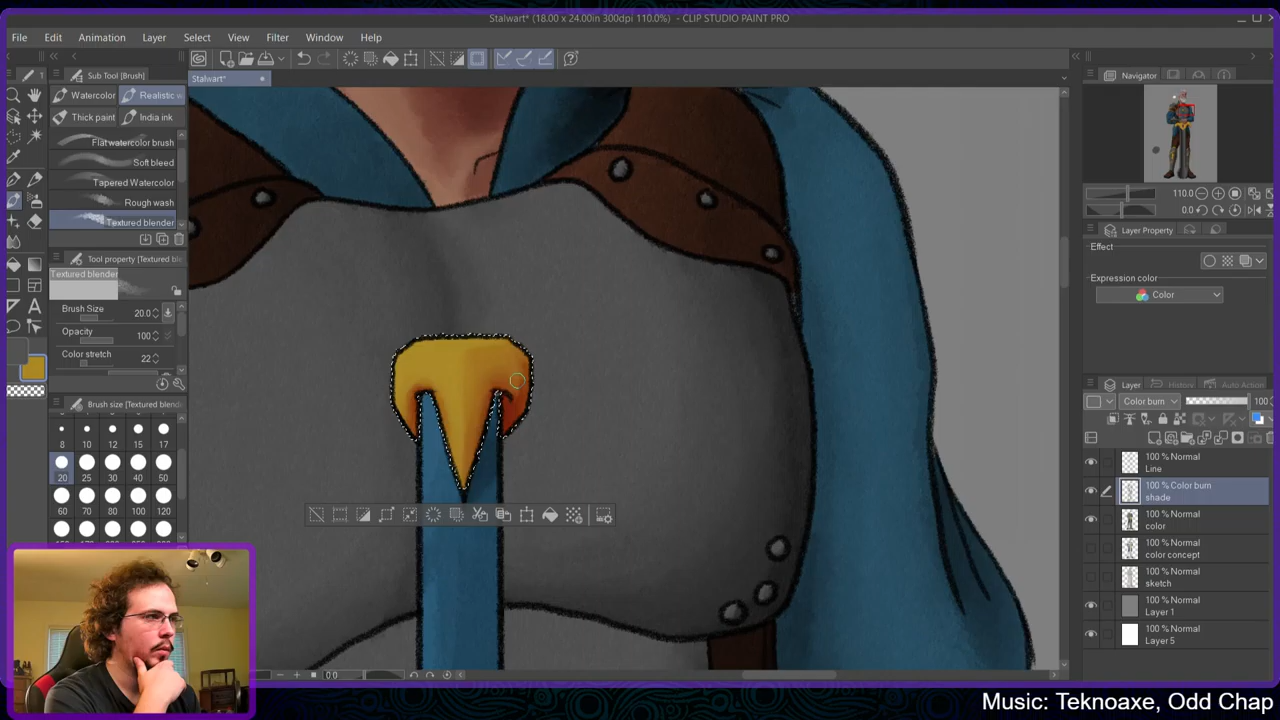 Stalwart* (18.00 x 24.00in 300dpi 110.0%) - CLIP STUDIO PAINT PRO
File Edit Animation Layer Select View Filter Window Help
Sub Tool [Brush]
Stalwart*
Navigator
Watercolor
Realistic w
Thick paint
India ink
Flat watercolor brush
Soft bleed
Tapered Watercolor
Rough wash
Textured blender
110.0
0.0
Layer Property
Effect
Expression color
Color
Tool property [Textured blen
Textured blender
Brush Size 20.0
Opacity 100
Color stretch 22
Brush size [Textured blend
8 10 12 15 17
20 25 30 40 50
60 70 80 100 120
Layer
History
Auto Action
Color burn
100
100 % Normal
Line
100 % Color burn
shade
100 % Normal
color
100 % Normal
color concept
100 % Normal
sketch
100 % Normal
Layer 1
100 % Normal
Layer 5
Music: Teknoaxe, Odd Chap